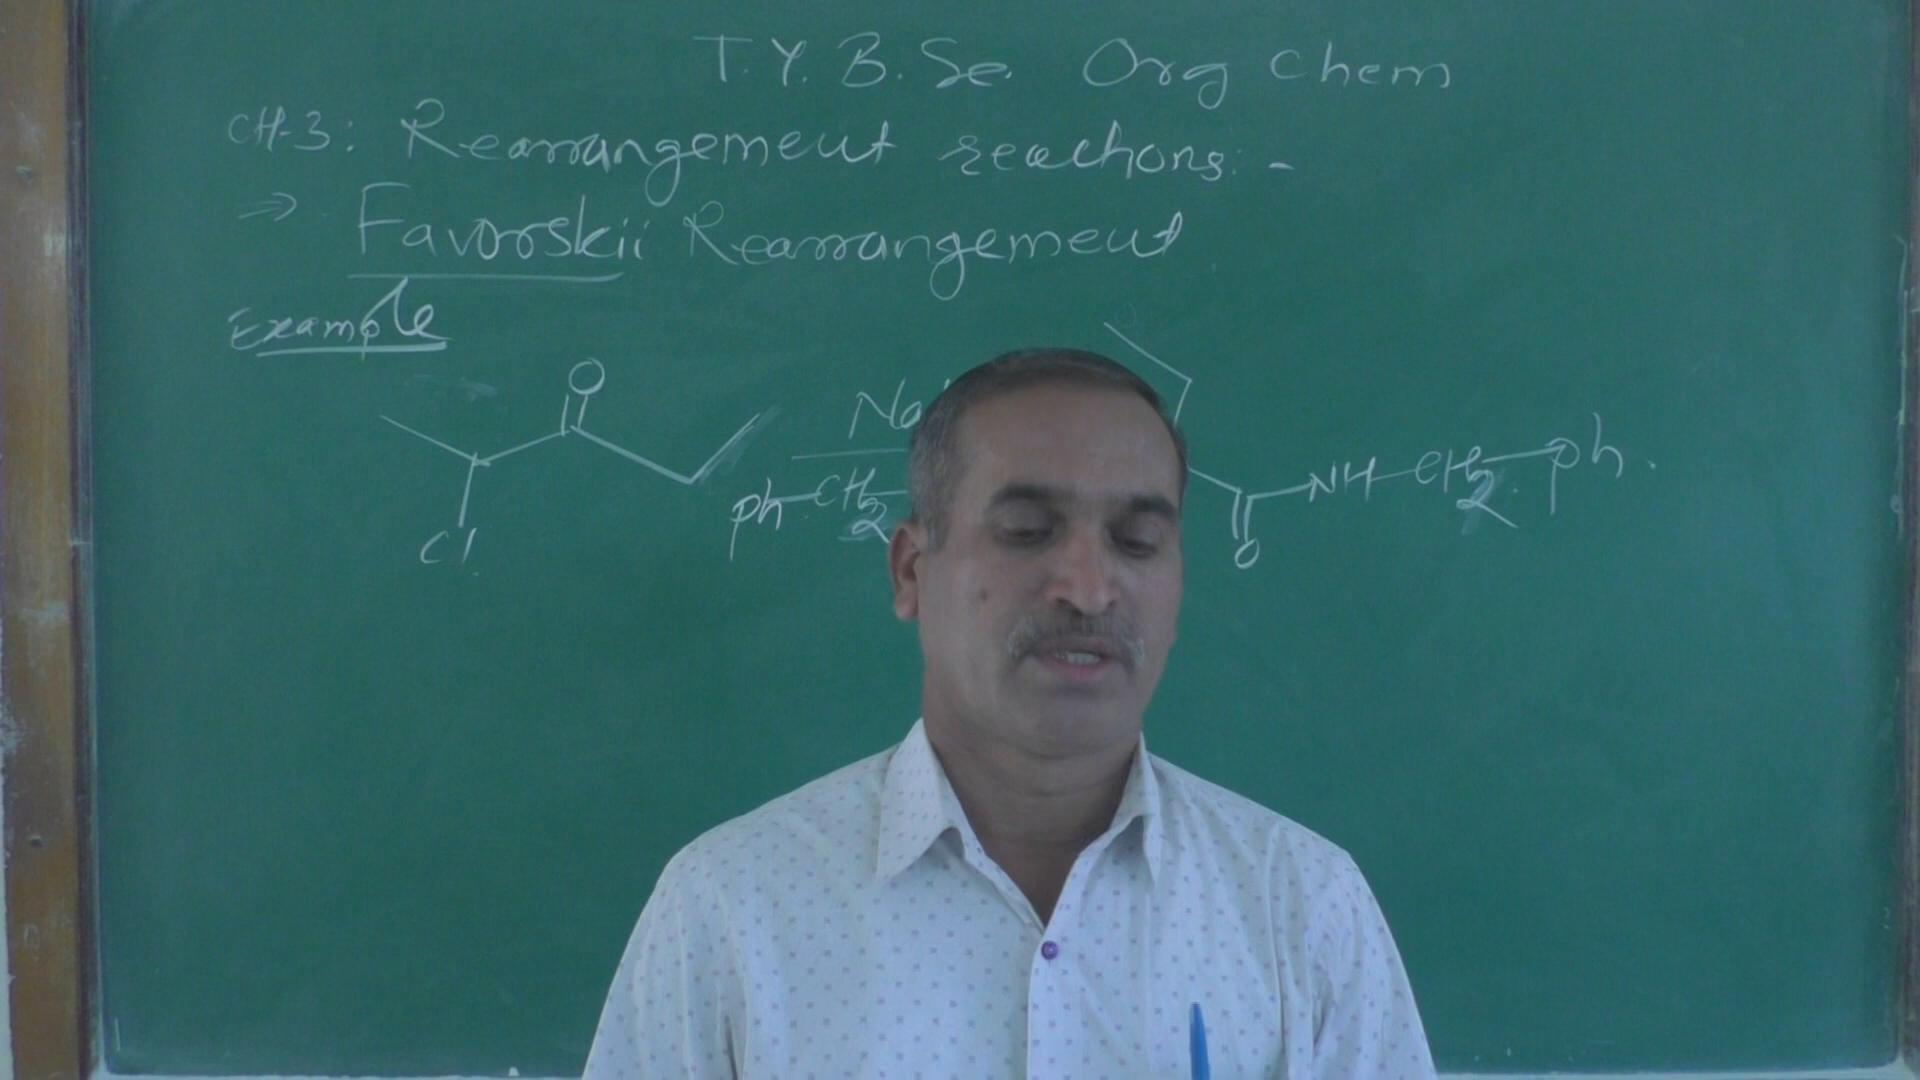 T.Y. B.Sc. Org Chem
CH-3: Rearrangement reactions:-
⇒ Favorskii Rearrangement
Example
O
Cl
Ph-CH2
O
NH-CH2-Ph.